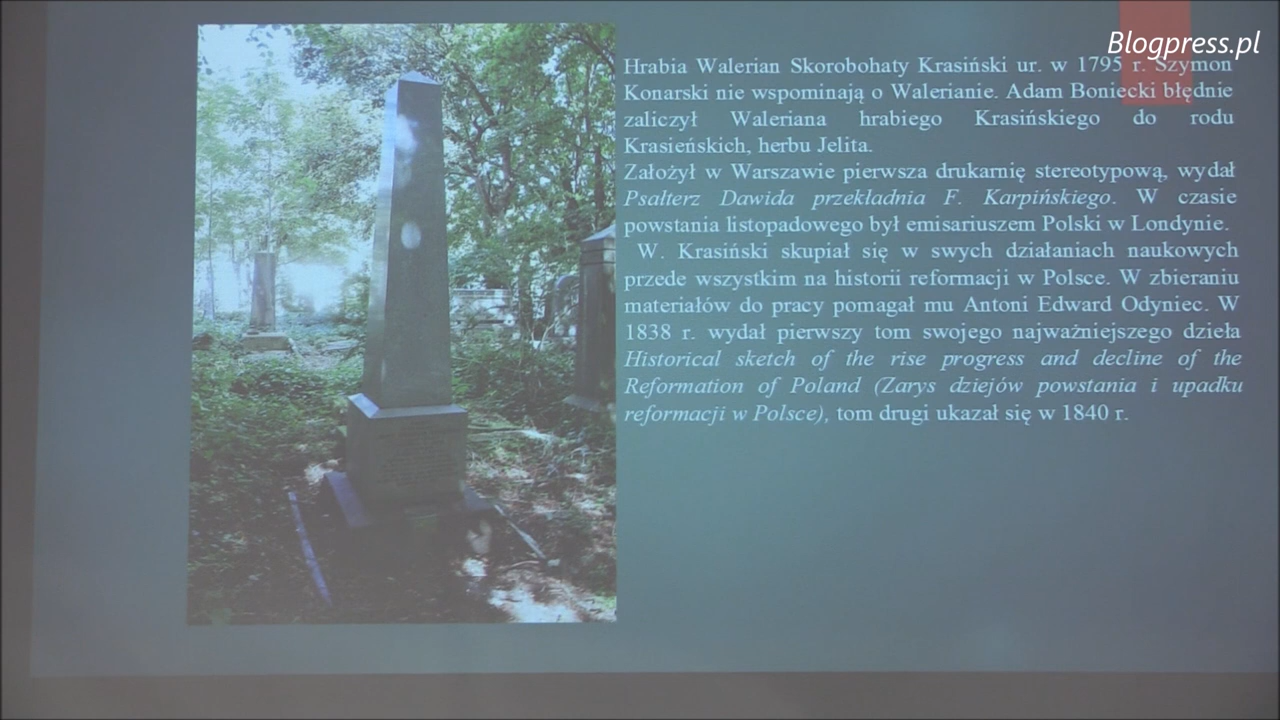 Blogpress.pl
Hrabia Walerian Skorobohaty Krasiński ur. w 1795 r. Szymon
Konarski nie wspominają o Walerianie. Adam Boniecki błędnie
zaliczył Waleriana hrabiego Krasińskiego do rodu
Krasieńskich, herbu Jelita.
Założył w Warszawie pierwsza drukarnię stereotypową, wydał
Psałterz Dawida przekładnia F. Karpińskiego. W czasie
powstania listopadowego był emisariuszem Polski w Londynie.
W. Krasiński skupiał się w swych działaniach naukowych
przede wszystkim na historii reformacji w Polsce. W zbieraniu
materiałów do pracy pomagał mu Antoni Edward Odyniec. W
1838 r. wydał pierwszy tom swojego najważniejszego dzieła
Historical sketch of the rise progress and decline of the
Reformation of Poland (Zarys dziejów powstania i upadku
reformacji w Polsce), tom drugi ukazał się w 1840 r.